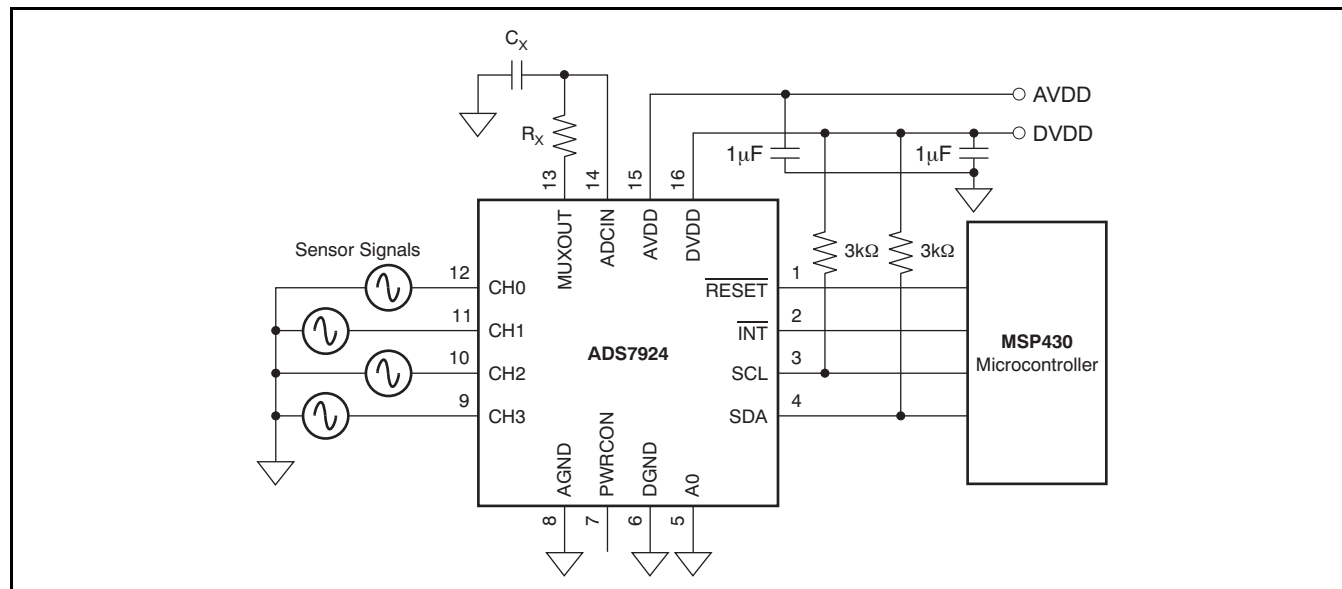 C_X
AVDD
DVDD
R_X
1μF
1μF
13
14
15
16
MUXOUT
ADCIN
AVDD
DVDD
3kΩ
3kΩ
Sensor Signals
12
CH0
11
CH1
10
CH2
9
CH3
ADS7924
RESET
1
INT
2
SCL
3
SDA
4
MSP430
Microcontroller
AGND
PWRCON
DGND
A0
8
7
6
5